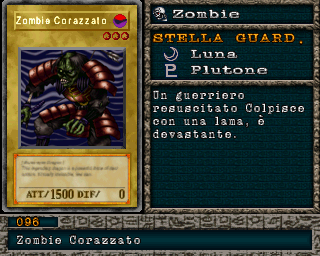 Zombie Corazzato
ATT/1500 DIF/ 0
Zombie
STELLA GUARD.
Luna
Plutone
Un guerriero
resuscitato Colpisce
con una lama, è
devastante.
096
Zombie Corazzato